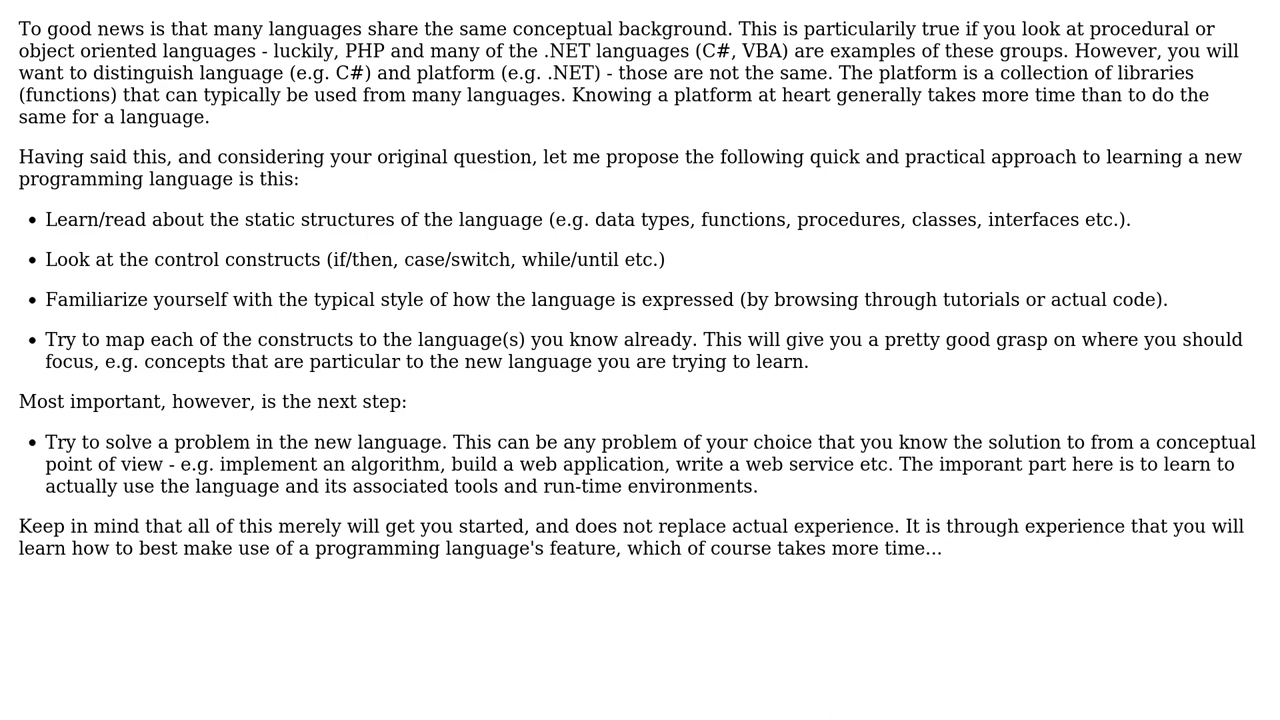 To good news is that many languages share the same conceptual background. This is particularily true if you look at procedural or
object oriented languages - luckily, PHP and many of the .NET languages (C#, VBA) are examples of these groups. However, you will
want to distinguish language (e.g. C#) and platform (e.g. .NET) - those are not the same. The platform is a collection of libraries
(functions) that can typically be used from many languages. Knowing a platform at heart generally takes more time than to do the
same for a language.
Having said this, and considering your original question, let me propose the following quick and practical approach to learning a new
programming language is this:
• Learn/read about the static structures of the language (e.g. data types, functions, procedures, classes, interfaces etc.).
• Look at the control constructs (if/then, case/switch, while/until etc.)
• Familiarize yourself with the typical style of how the language is expressed (by browsing through tutorials or actual code).
• Try to map each of the constructs to the language(s) you know already. This will give you a pretty good grasp on where you should
focus, e.g. concepts that are particular to the new language you are trying to learn.
Most important, however, is the next step:
• Try to solve a problem in the new language. This can be any problem of your choice that you know the solution to from a conceptual
point of view - e.g. implement an algorithm, build a web application, write a web service etc. The imporant part here is to learn to
actually use the language and its associated tools and run-time environments.
Keep in mind that all of this merely will get you started, and does not replace actual experience. It is through experience that you will
learn how to best make use of a programming language's feature, which of course takes more time...